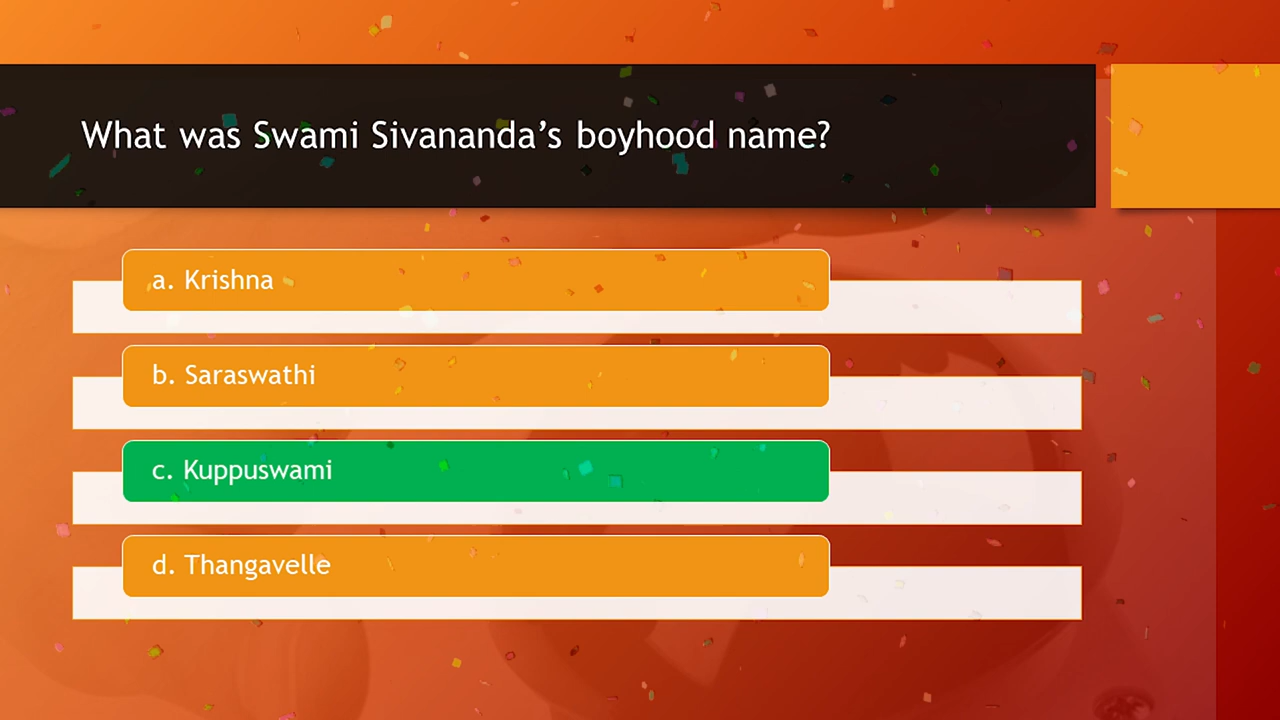 What was Swami Sivananda’s boyhood name?
a. Krishna
b. Saraswathi
c. Kuppuswami
d. Thangavelle